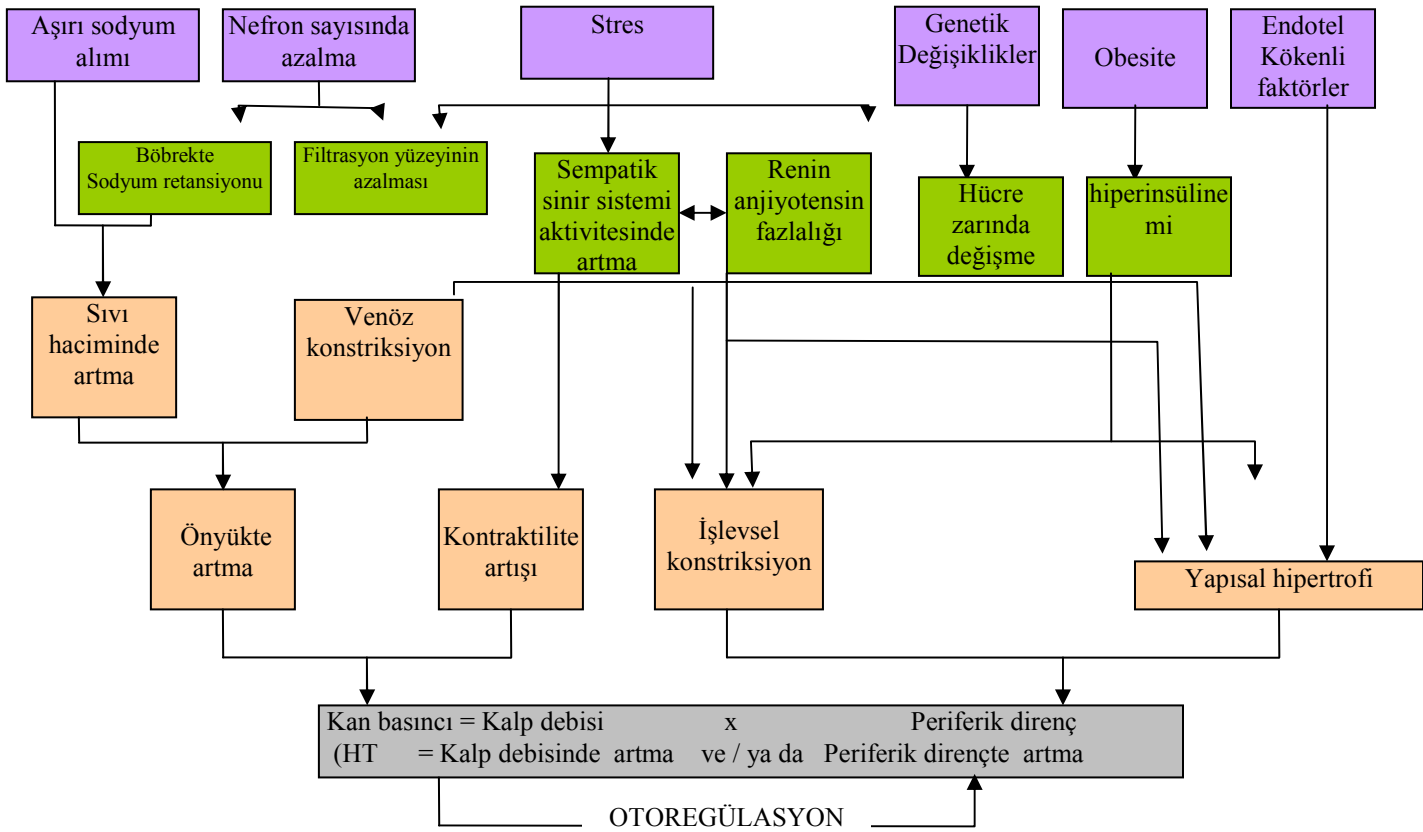 Aşırı sodyum
alımı
Nefron sayısında
azalma
Stres
Genetik
Değişiklikler
Obesite
Endotel
Kökenli
faktörler
Böbrekte
Sodyum retansiyonu
Filtrasyon yüzeyinin
azalması
Sempatik
sinir sistemi
aktivitesinde
artma
Renin
anjiyotensin
fazlalığı
Hücre
zarında
değişme
hiperinsüline
mi
Sıvı
haciminde
artma
Venöz
konstriksiyon
Önyükte
artma
Kontraktilite
artışı
İşlevsel
konstriksiyon
Yapısal hipertrofi
Kan basıncı = Kalp debisi x Periferik direnç
(HT = Kalp debisinde artma ve / ya da Periferik dirençte artma
OTOREGÜLASYON